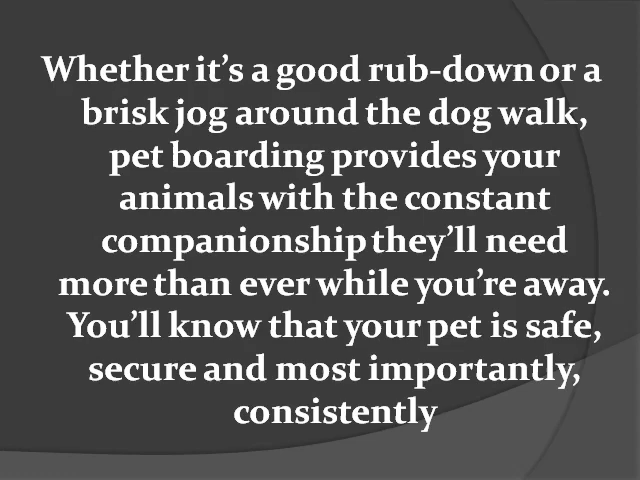 Whether it’s a good rub-down or a
brisk jog around the dog walk,
pet boarding provides your
animals with the constant
companionship they’ll need
more than ever while you’re away.
You’ll know that your pet is safe,
secure and most importantly,
consistently